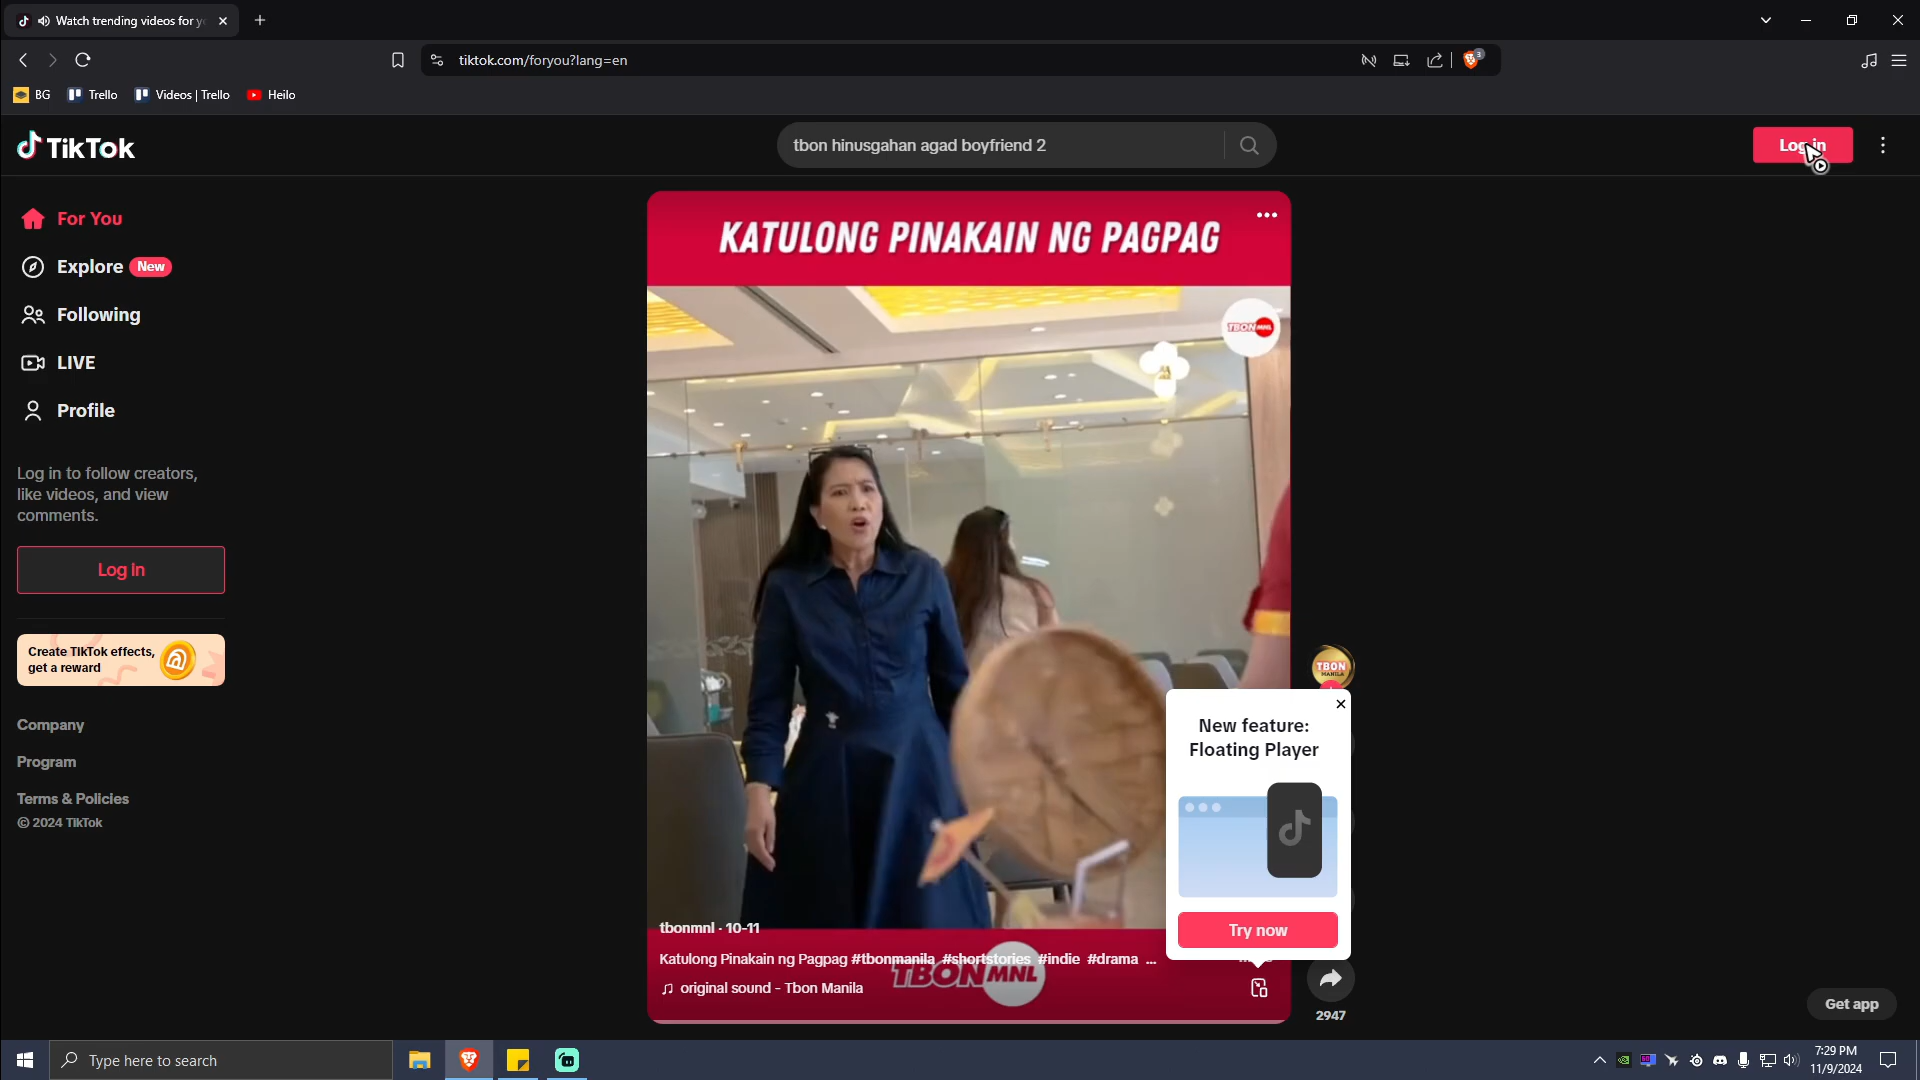 Watch trending videos for y
tiktok.com/foryou?lang=en
3
BG
Trello
Videos | Trello
Heilo
TikTok
tbon hinusgahan agad boyfriend 2
Log in
For You
Explore New
Following
LIVE
Profile
Log in to follow creators,
like videos, and view
comments.
Log In
Create TikTok effects,
get a reward
Company
Program
Terms & Policies
© 2024 TikTok
KATULONG PINAKAIN NG PAGPAG
TBON MNL
TBON
MANILA
New feature:
Floating Player
Try now
tbonmnl · 10-11
Katulong Pinakain ng Pagpag #tbonmanila #shortstories #indie #drama ...
TBON MNL
original sound - Tbon Manila
2947
Get app
Type here to search
7:29 PM
11/9/2024